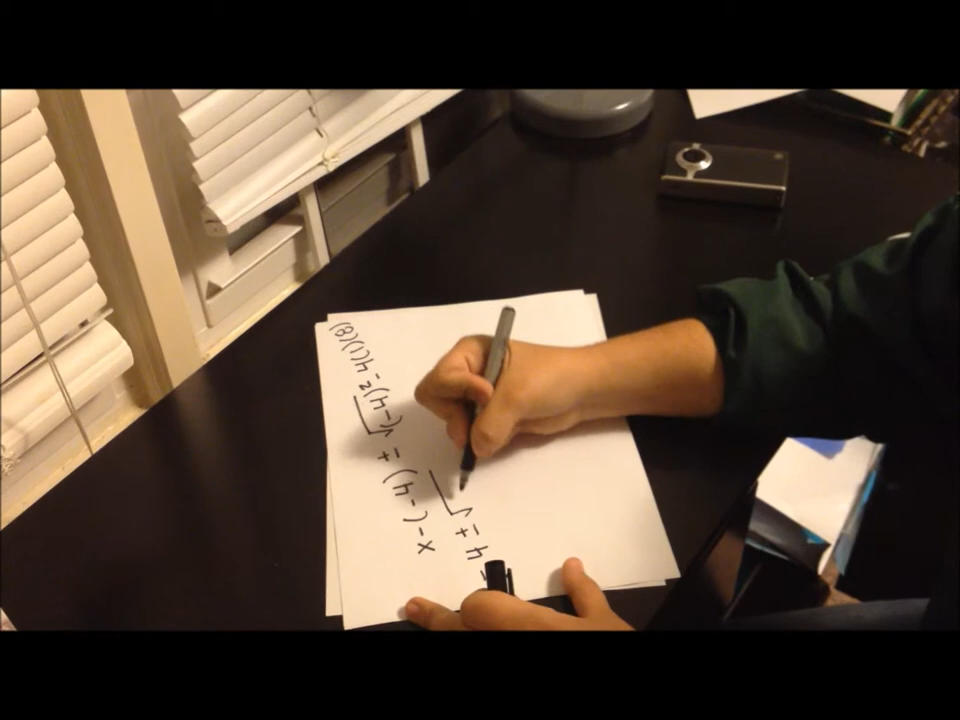 x - (-4) ± √(-4)² - 4(1)(8)
4 ± √